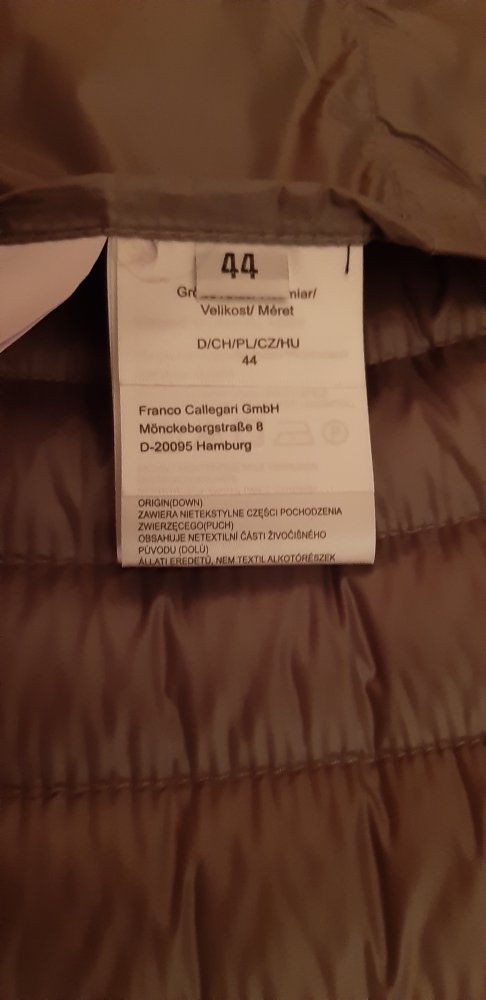 44
miar/
Velikost/ Méret
D/CH/PL/CZ/HU
44
Franco Callegari GmbH
Mönckebergstraße 8
D-20095 Hamburg
ORIGIN(DOWN)
ZAWIERA NIETEKSTYLNE CZĘŚCI POCHODZENIA
ZWIERZĘCEGO(PUCH)
OBSAHUJE NETEXTILNÍ ČÁSTI ŽIVOČIŠNÉHO
PŮVODU (DOLŮ)
ÁLLATI EREDETŰ, NEM TEXTIL ALKOTÓRÉSZEK